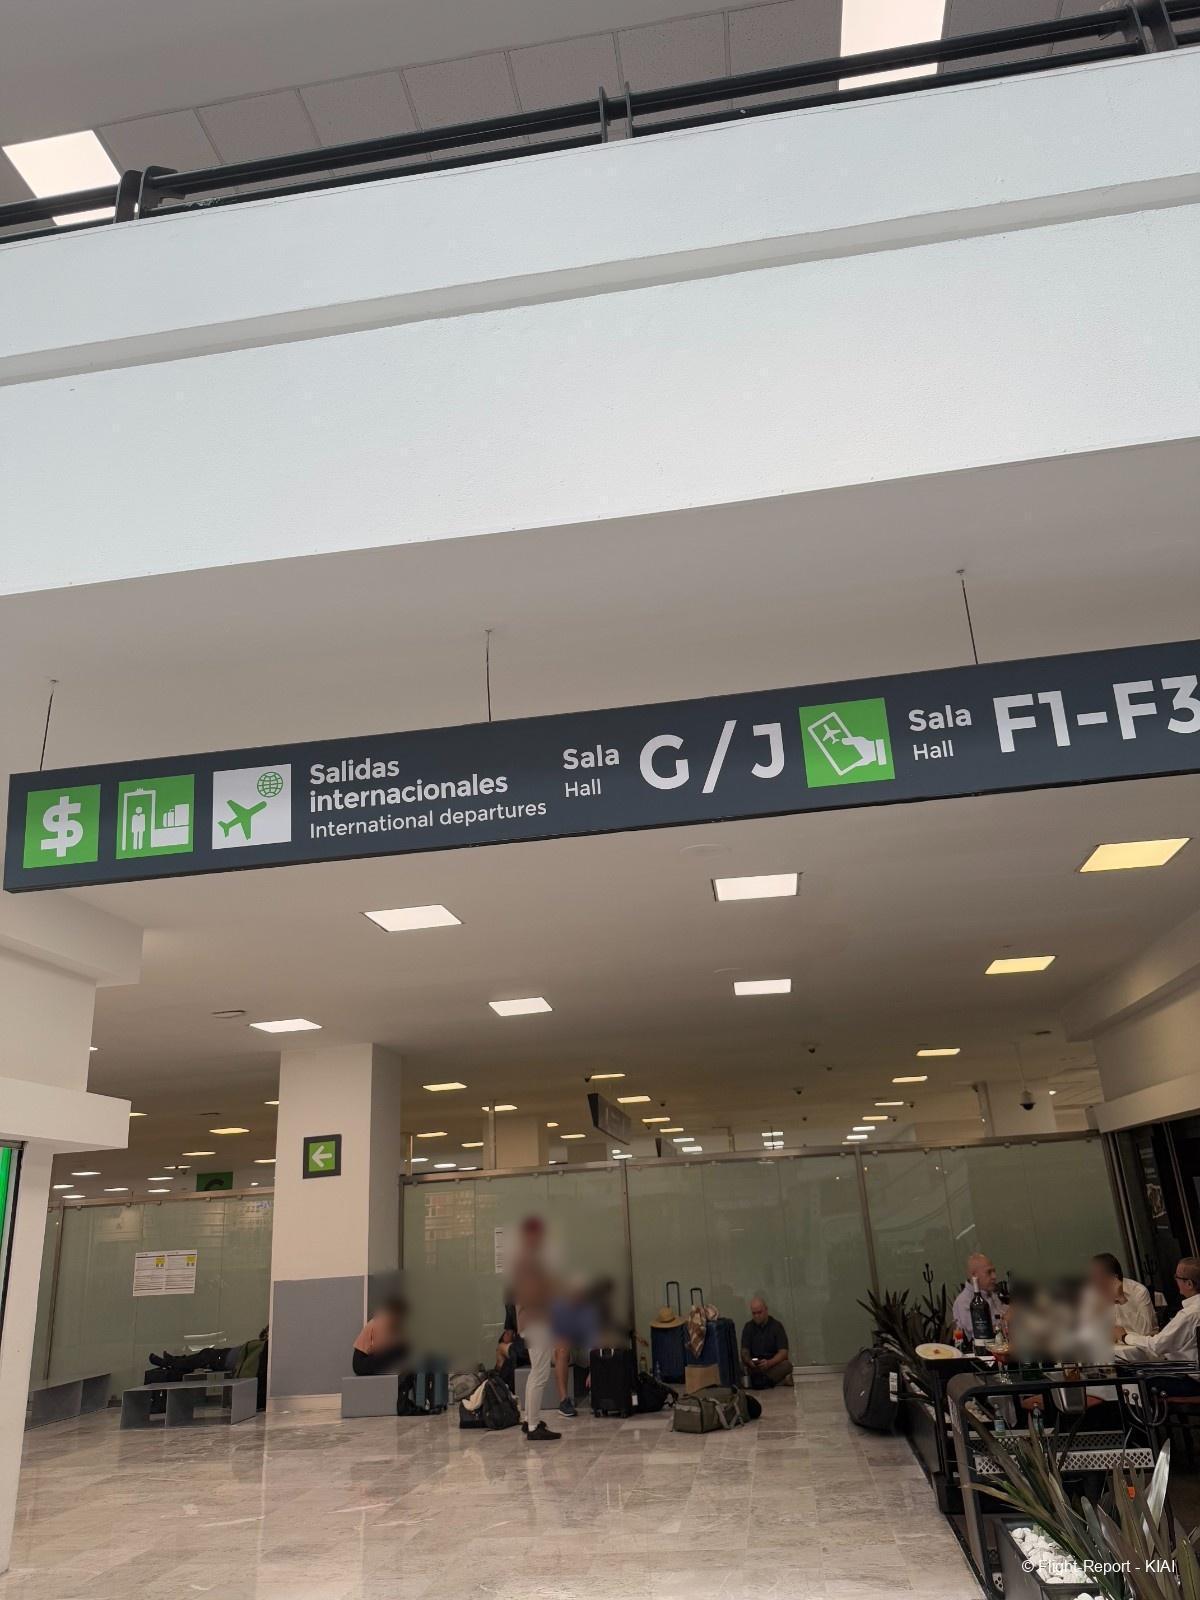 $
Salidas
internacionales
International departures
Sala
Hall
G/J
Sala
Hall
F1-F3
© Flight-Report - KIAI